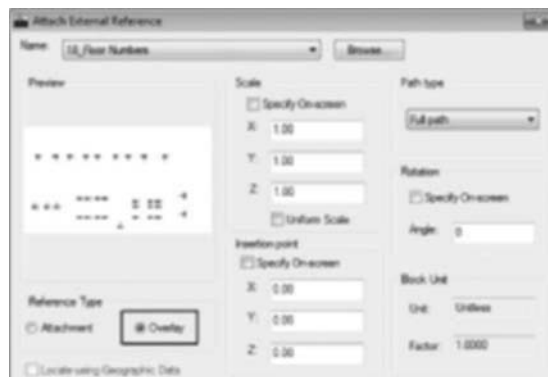 Attach External Reference
Name:
18_Floor Numbers
Browse...
Preview
Scale
Specify On-screen
X: 1.00
Y: 1.00
Z: 1.00
Uniform Scale
Path type
Full path
Rotation
Specify On-screen
Angle: 0
Insertion point
Specify On-screen
X: 0.00
Y: 0.00
Z: 0.00
Block Unit
Unit: Unitless
Factor: 1.0000
Reference Type
Attachment
Overlay
Locate using Geographic Data